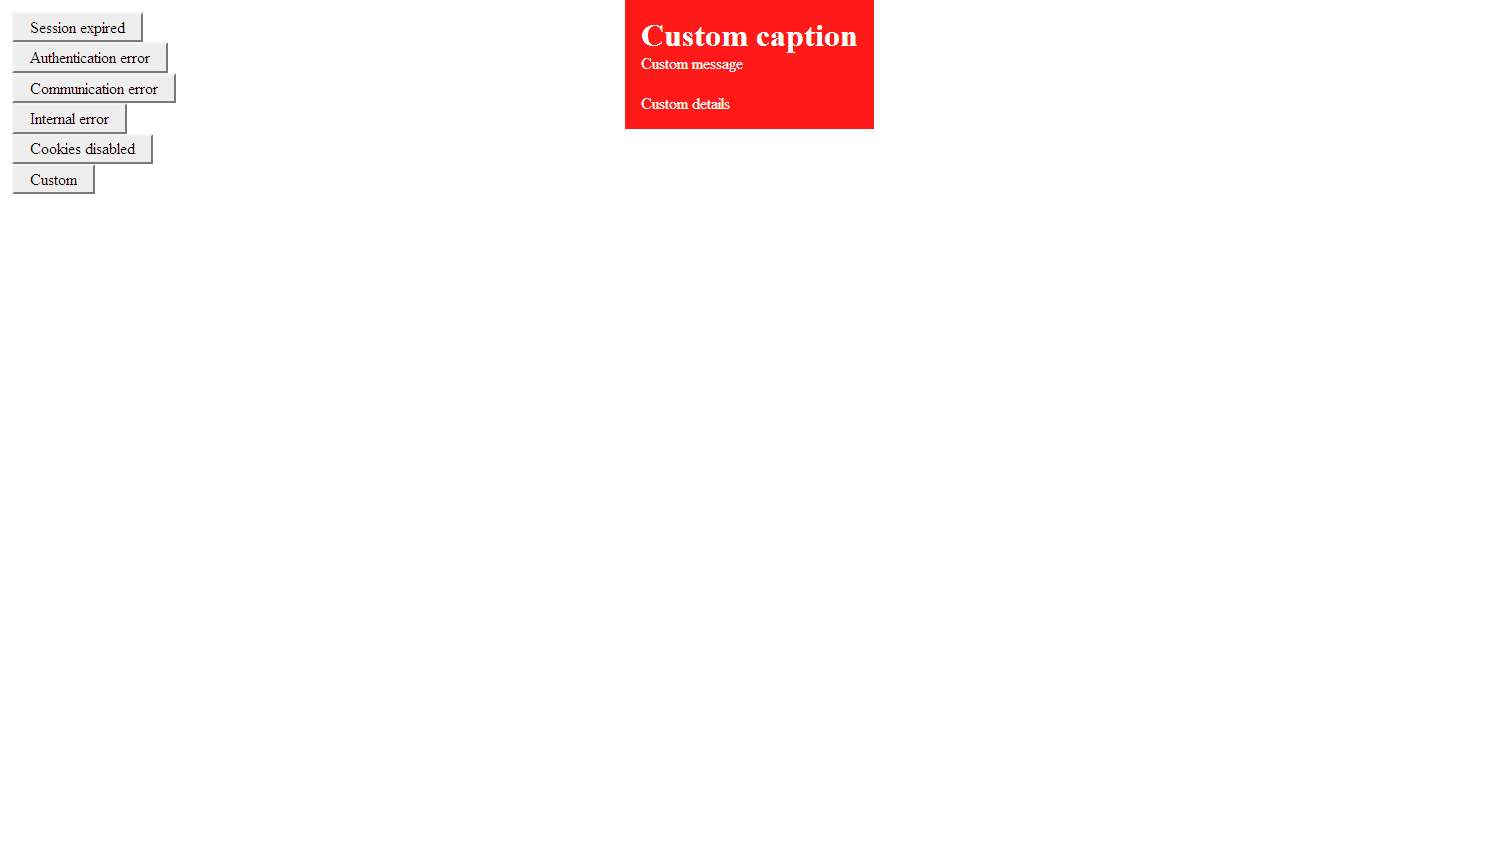 Session expired
Authentication error
Communication error
Internal error
Cookies disabled
Custom
Custom caption
Custom message
Custom details